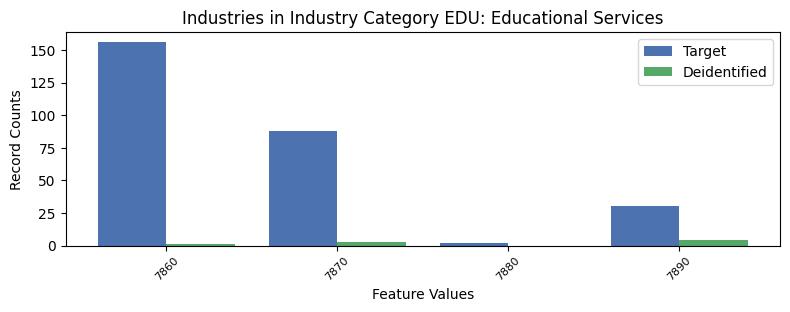 Industries in Industry Category EDU: Educational Services
Target
Deidentified
Record Counts
150
125
100
75
50
25
0
7860
7870
7880
7890
Feature Values